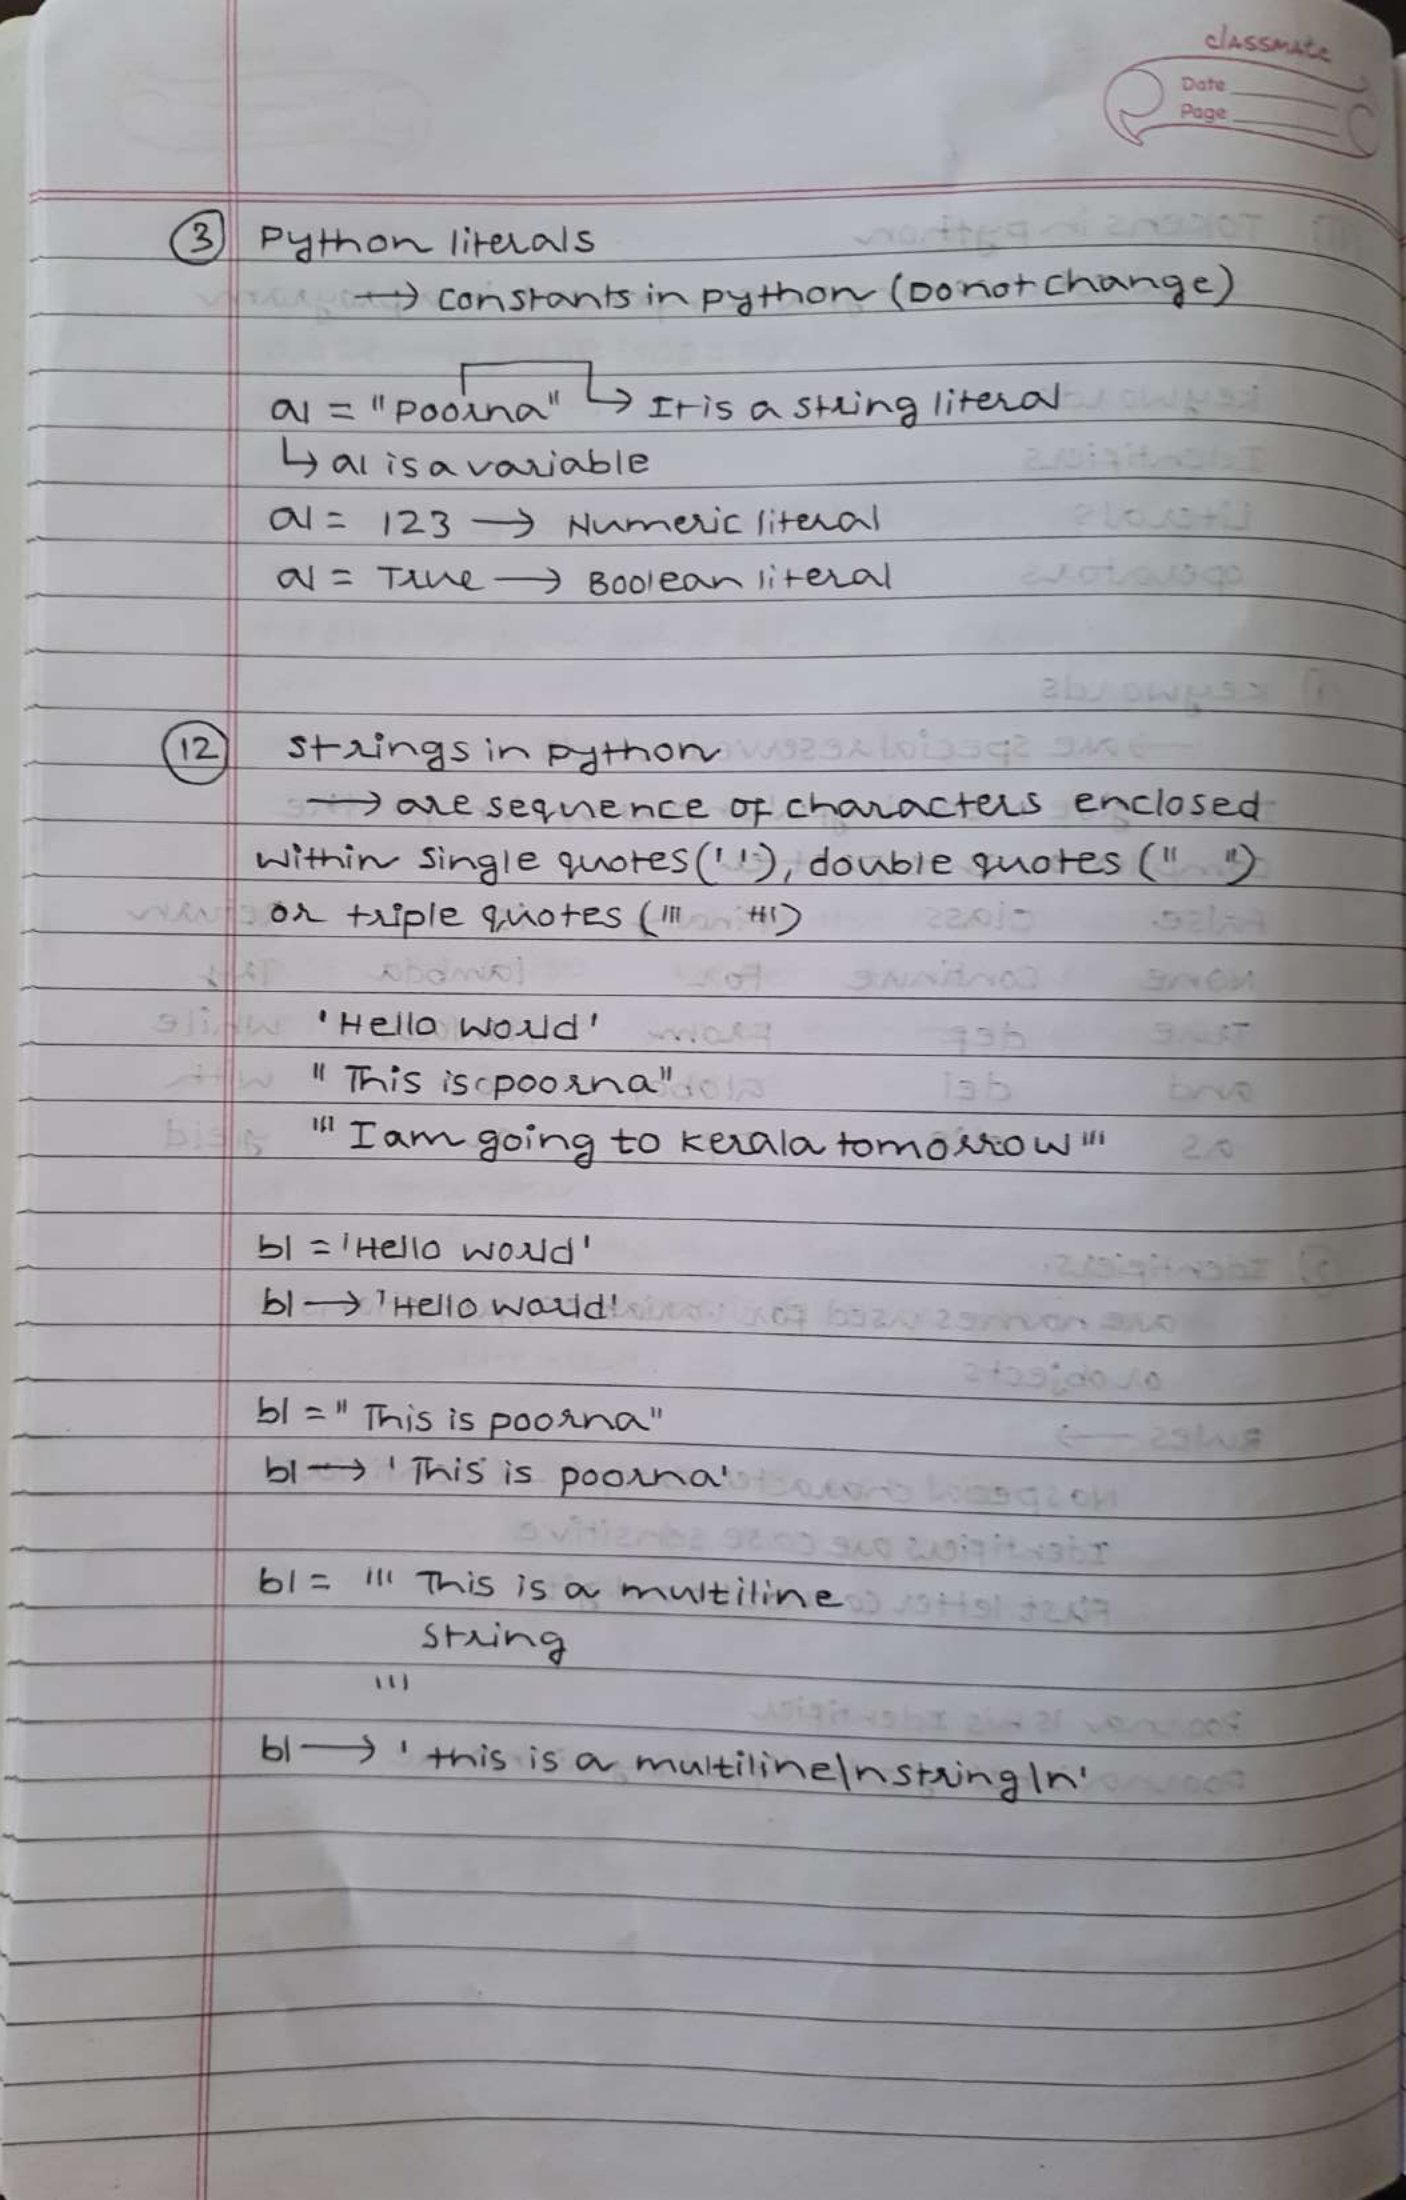 classmate
Date
Page
3 Python literals
→ constants in python (Do not change)
a1 = "Poorna" ↳ It is a string literal
↳ a1 is a variable
a1 = 123 → Numeric literal
a1 = True → Boolean literal
12 strings in python
→ are sequence of characters enclosed
within single quotes (' '), double quotes (" ")
or triple quotes (''' ''')
'Hello world'
" This is poorna"
''' I am going to kerala tomorrow '''
b1 = 'Hello world'
b1 → 'Hello world'
b1 = " This is poorna"
b1 → ' This is poorna'
b1 = ''' This is a multiline
string
'''
b1 → ' this is a multiline\nstring\n'